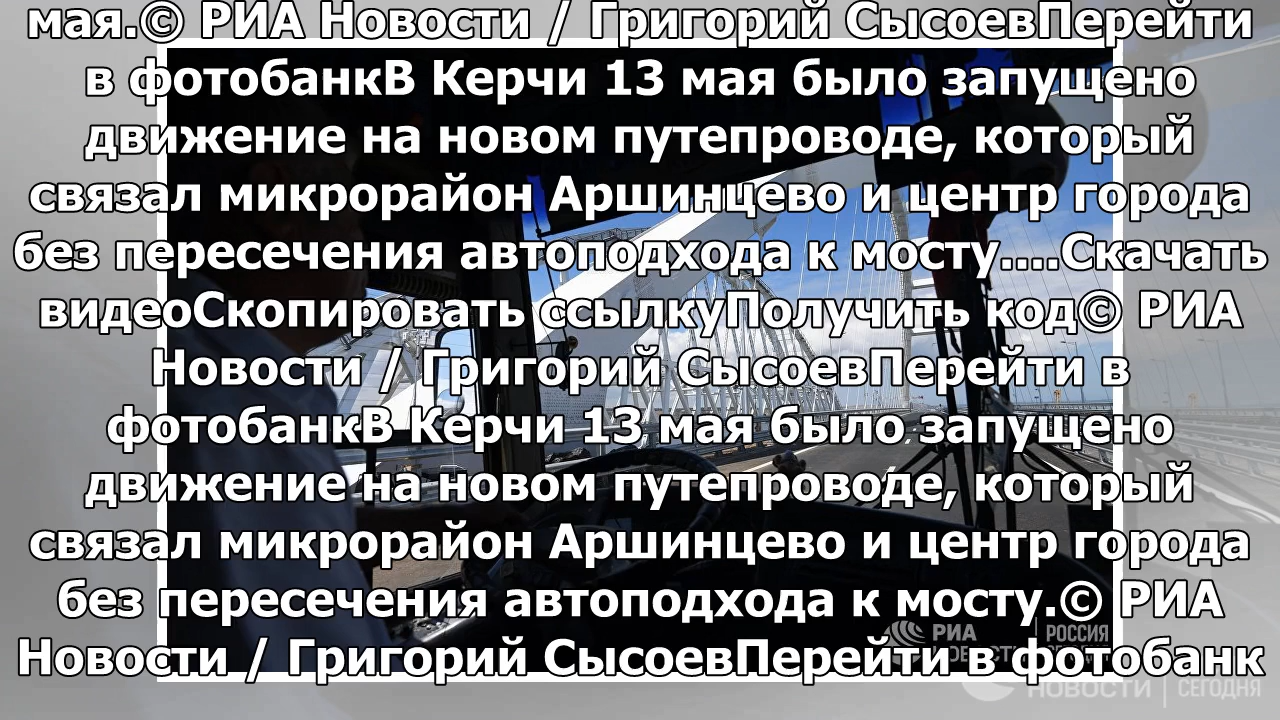 мая.© РИА Новости / Григорий СысоевПерейти
в фотобанкВ Керчи 13 мая было запущено
движение на новом путепроводе, который
связал микрорайон Аршинцево и центр города
без пересечения автоподхода к мосту....Скачать
видеоСкопировать ссылкуПолучить код© РИА
Новости / Григорий СысоевПерейти в
фотобанкВ Керчи 13 мая было запущено
движение на новом путепроводе, который
связал микрорайон Аршинцево и центр города
без пересечения автоподхода к мосту.© РИА
Новости / Григорий СысоевПерейти в фотобанк
РИА РОССИЯ
НОВОСТИ СЕГОДНЯ